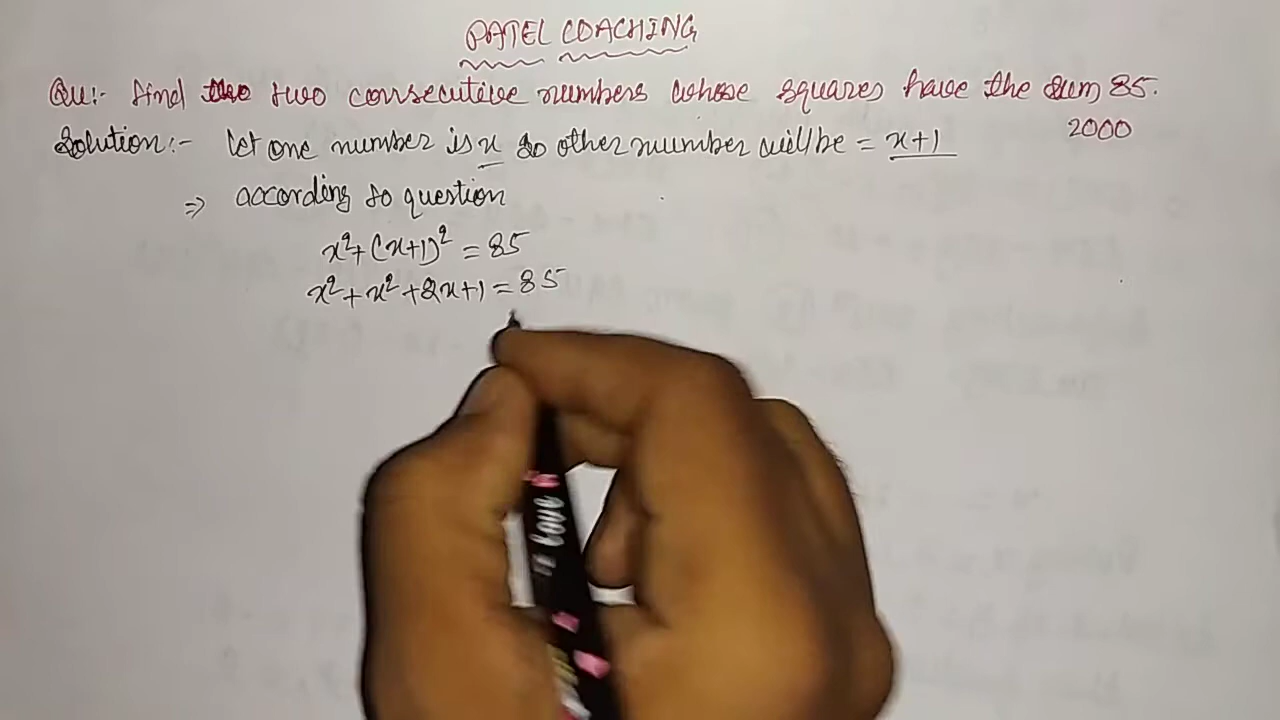 PATEL COACHING
Qu:- find two consecutive numbers whose squares have the sum 85.
2000
Solution:- let one number is x so other number will be = x+1
⇒ according to question
x²+(x+1)² = 85
x²+x²+2x+1 = 85